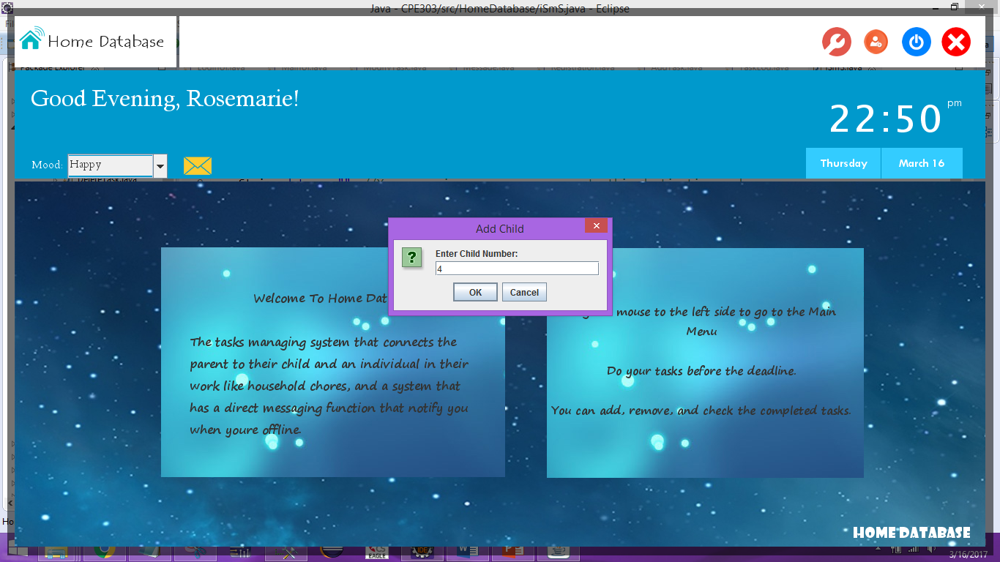 Java - CPE303/src/HomeDatabase/iSmS.java - Eclipse
Home Database
Package Explorer
Good Evening, Rosemarie!
22:50 pm
Mood: Happy
Thursday March 16
DeleteTask.java
Add Child
Enter Child Number:
4
OK Cancel
Welcome To Home Dat
The tasks managing system that connects the
parent to their child and an individual in their
work like household chores, and a system that
has a direct messaging function that notify you
when youre offline.
mouse to the left side to go to the Main
Menu
Do your tasks before the deadline.
You can add, remove, and check the completed tasks.
HOME DATABASE
3/16/2017